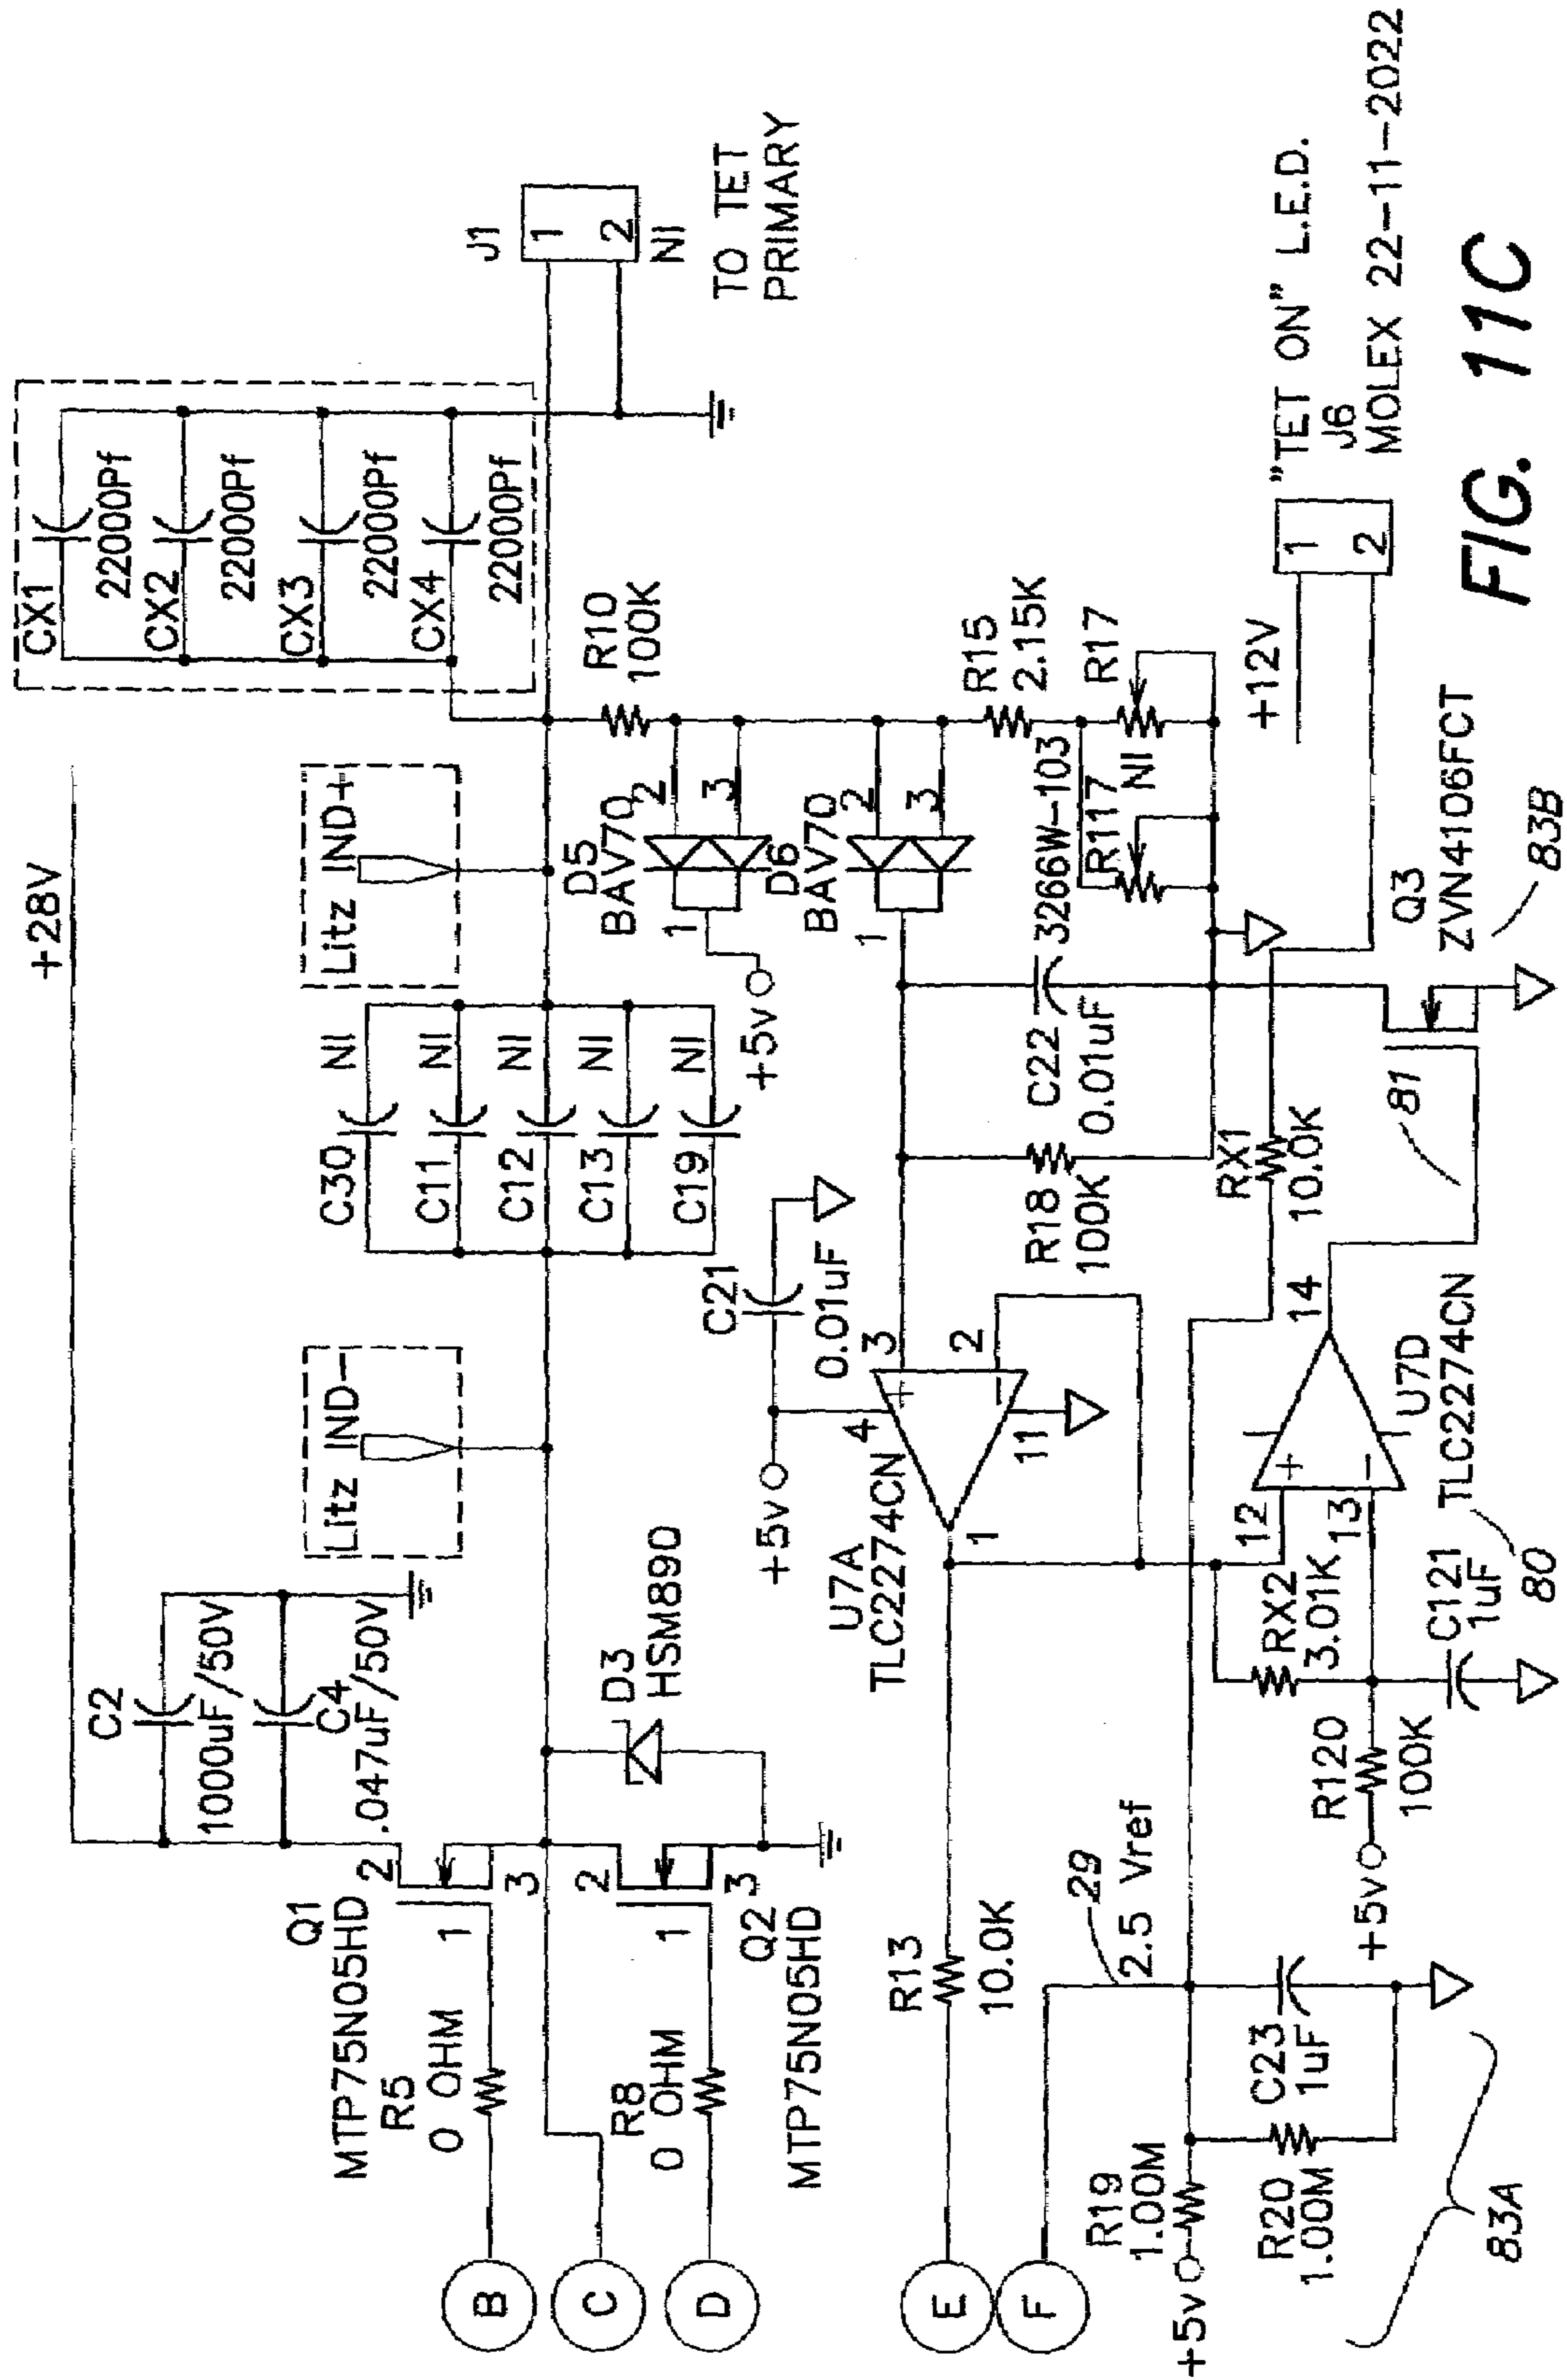 +28V
C2
1000uF/50V
C4
.047uF/50V
Litz IND-
Litz IND+
CX1
22000Pf
CX2
22000Pf
CX3
22000Pf
CX4
22000Pf
J1
1
2
NI
TO TET
PRIMARY
Q1
MTP75N05HD
2
1
3
R5
0 OHM
B
C
R8
0 OHM
D
2
1
3
Q2
MTP75N05HD
D3
HSM890
C30
NI
C11
NI
C12
NI
C13
NI
C19
NI
R10
100K
D5
BAV70
2
3
1
+5v
D6
BAV70
2
3
1
C21
0.01uF
+5v
4
3
2
11
1
+
−
U7A
TLC2274CN
R18
100K
C22
0.01uF
3266W-103
R15
2.15K
R117
NI
R17
E
R13
10.0K
F
29
2.5 Vref
R19
1.00M
+5v
R20
1.00M
C23
1uF
83A
+5v
R120
100K
RX2
3.01K
C121
1uF
12
13
+
−
14
U7D
TLC2274CN
80
RX1
10.0K
81
Q3
ZVN4106FCT
83B
+12V
1
2
"TET ON" L.E.D.
J6
MOLEX 22-11-2022
FIG. 11C